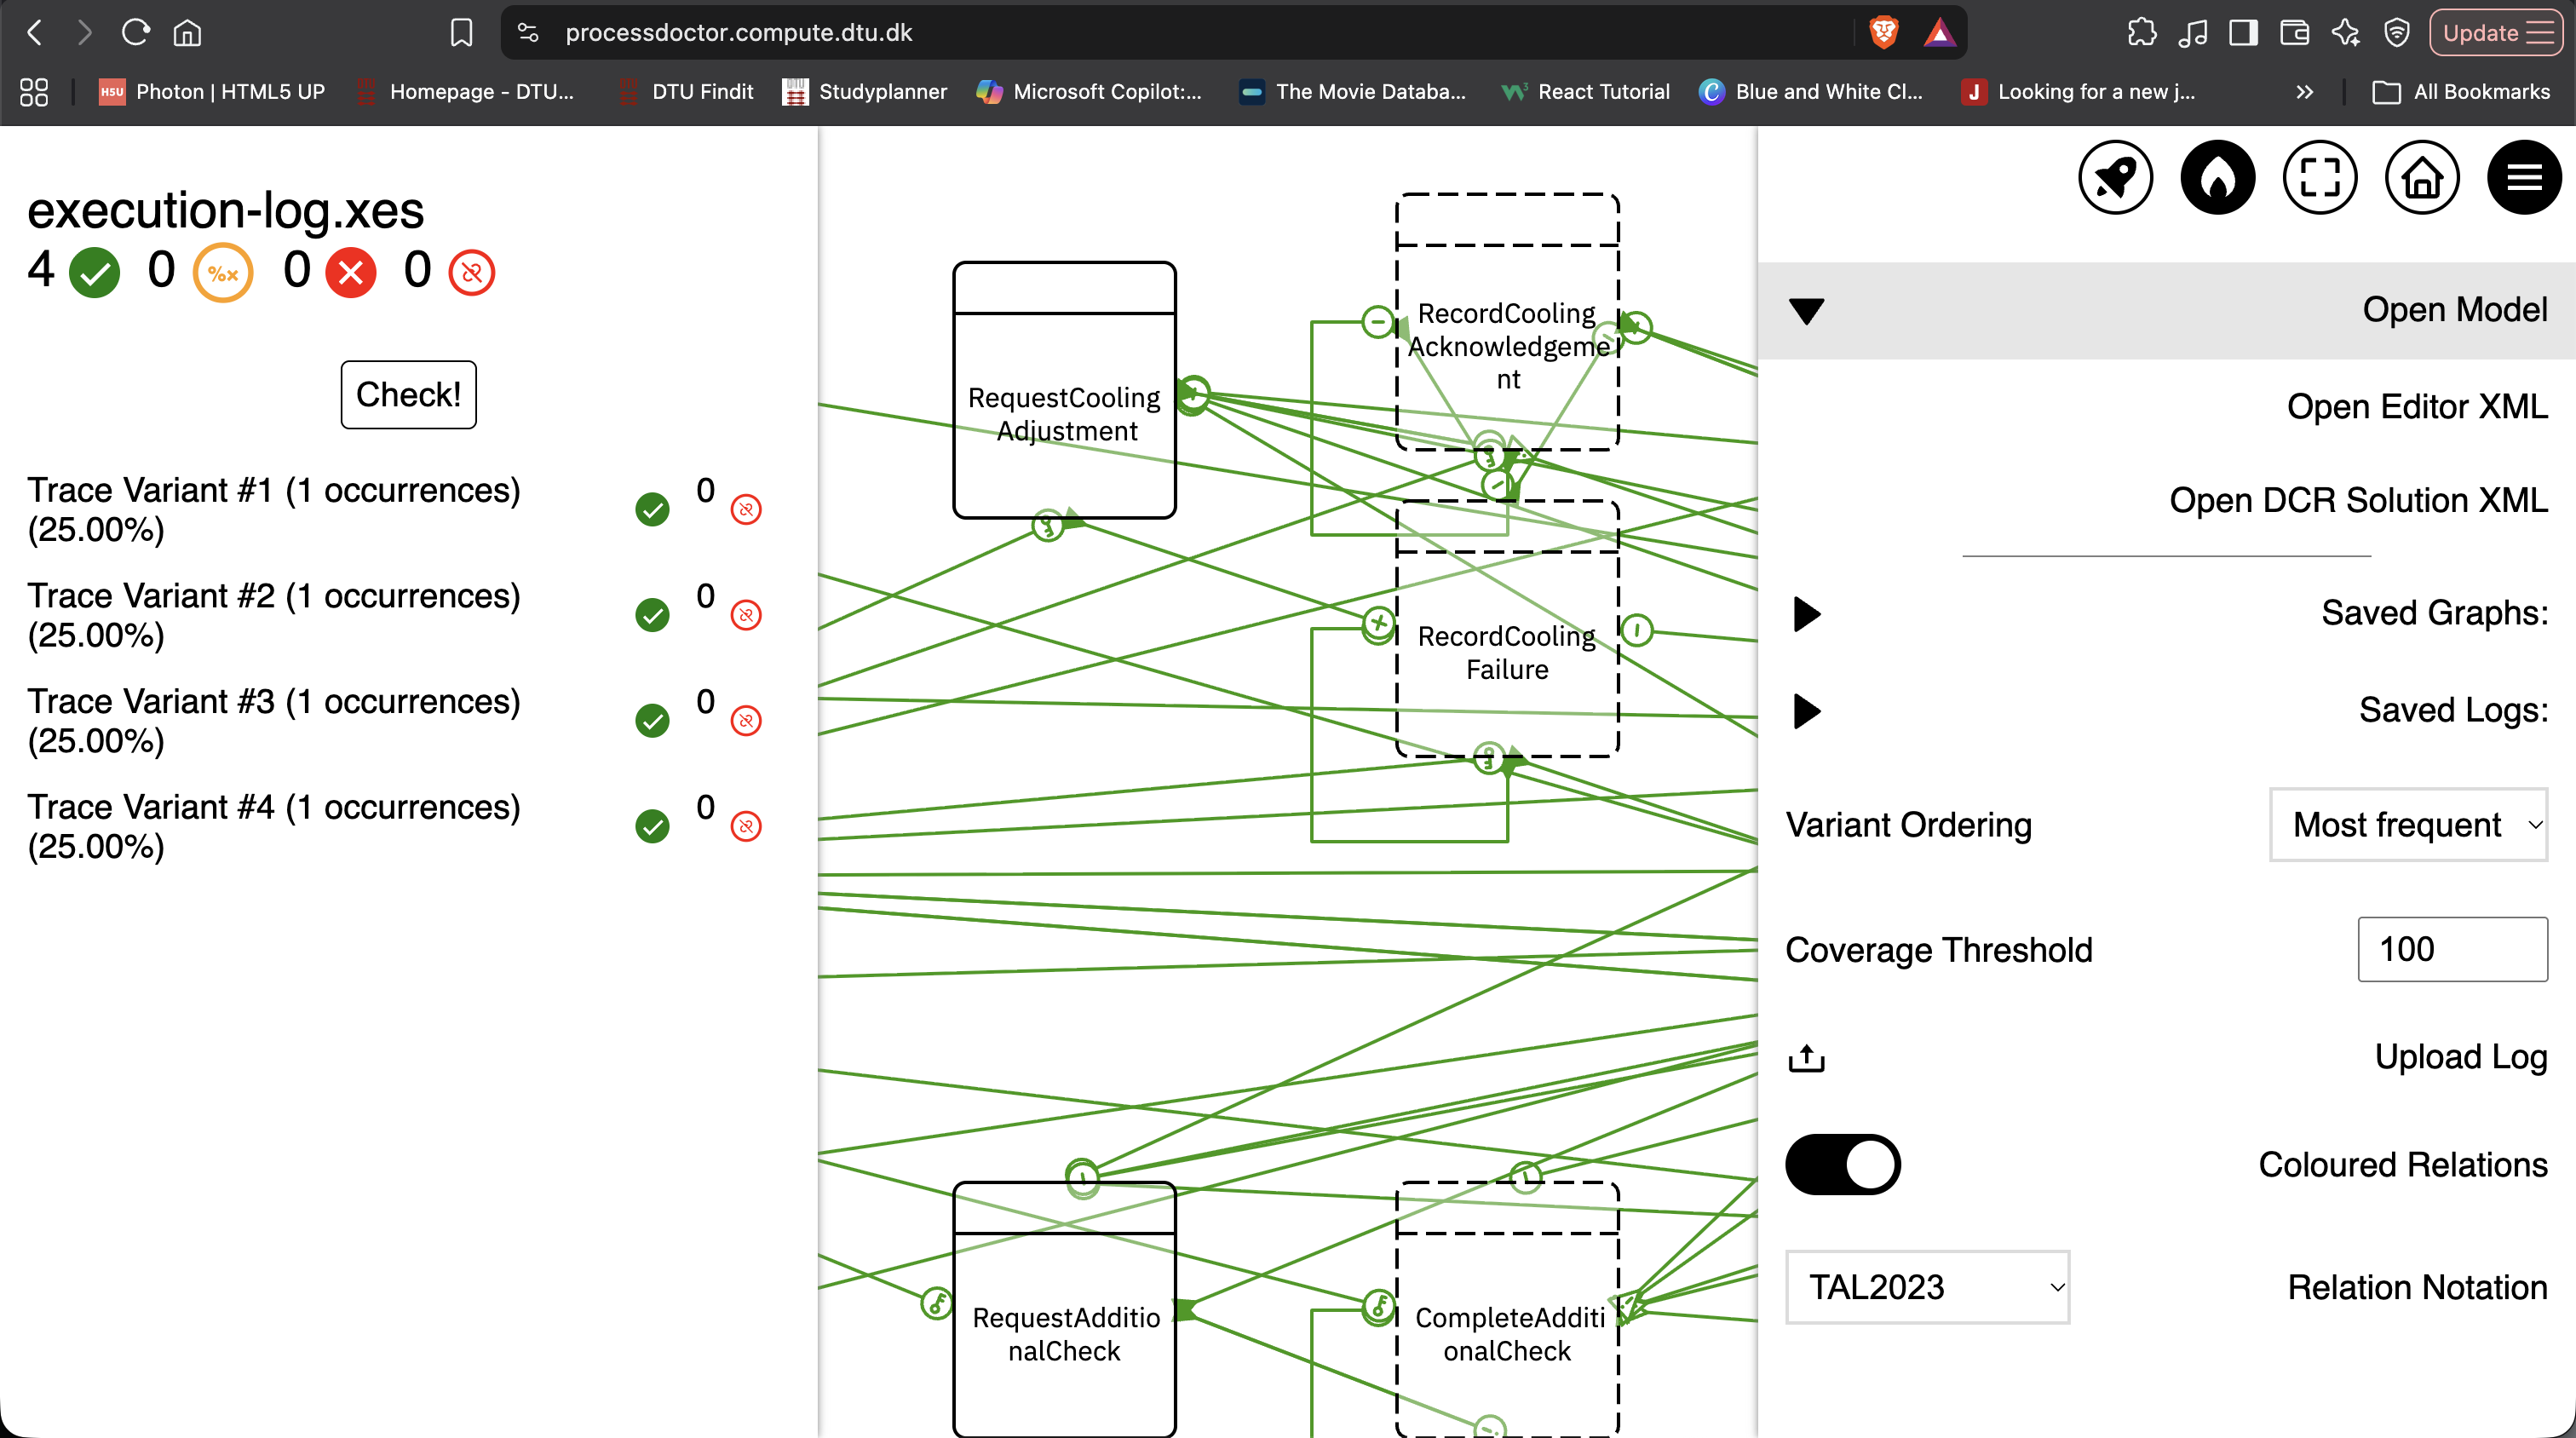 processdoctor.compute.dtu.dk
Update
H5U Photon | HTML5 UP
Homepage - DTU...
DTU Findit
Studyplanner
Microsoft Copilot:...
The Movie Databa...
React Tutorial
Blue and White Cl...
J Looking for a new j...
»
All Bookmarks
execution-log.xes
4 0 %× 0 0
Check!
Trace Variant #1 (1 occurrences)
(25.00%)
0
Trace Variant #2 (1 occurrences)
(25.00%)
0
Trace Variant #3 (1 occurrences)
(25.00%)
0
Trace Variant #4 (1 occurrences)
(25.00%)
0
RequestCooling
Adjustment
RecordCooling
Acknowledgeme
nt
RecordCooling
Failure
RequestAdditio
nalCheck
CompleteAdditi
onalCheck
Open Model
Open Editor XML
Open DCR Solution XML
Saved Graphs:
Saved Logs:
Variant Ordering
Most frequent
Coverage Threshold
100
Upload Log
Coloured Relations
TAL2023
Relation Notation